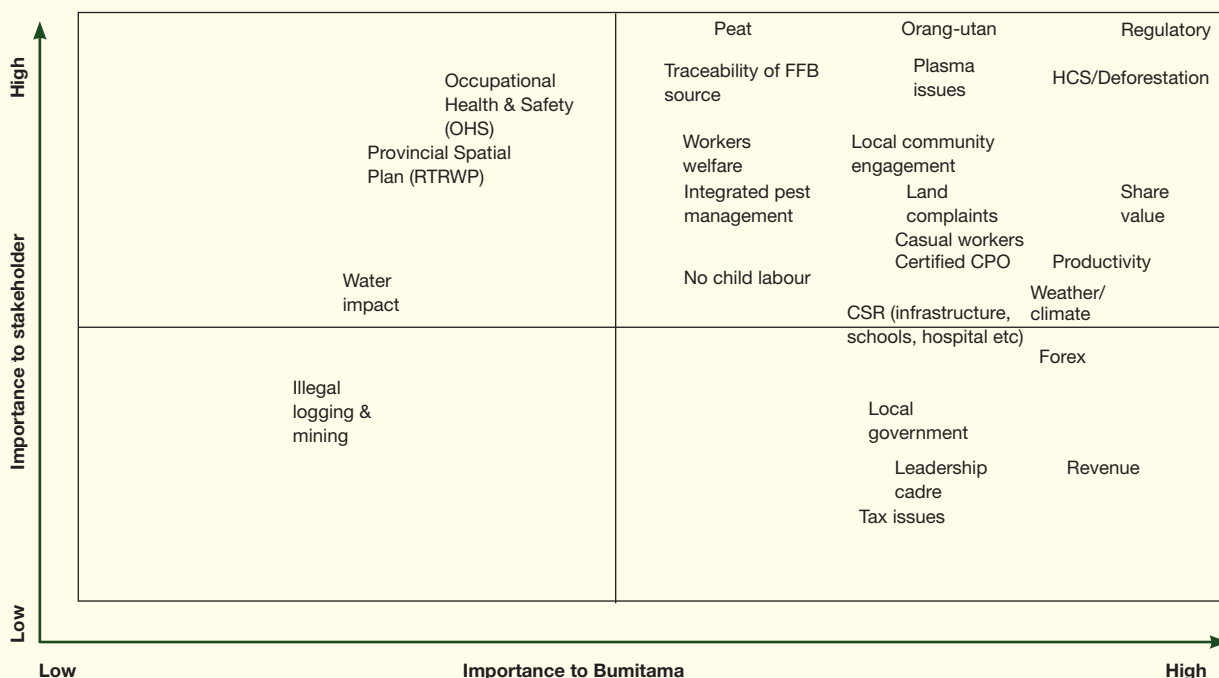 High
Importance to stakeholder
Low
Peat
Orang-utan
Regulatory
Traceability of FFB
source
Plasma
issues
HCS/Deforestation
Occupational
Health & Safety
(OHS)
Provincial Spatial
Plan (RTRWP)
Workers
welfare
Local community
engagement
Integrated pest
management
Land
complaints
Share
value
Casual workers
Certified CPO
Productivity
No child labour
Water
impact
Weather/
climate
CSR (infrastructure,
schools, hospital etc)
Forex
Illegal
logging &
mining
Local
government
Leadership
cadre
Revenue
Tax issues
Low
Importance to Bumitama
High